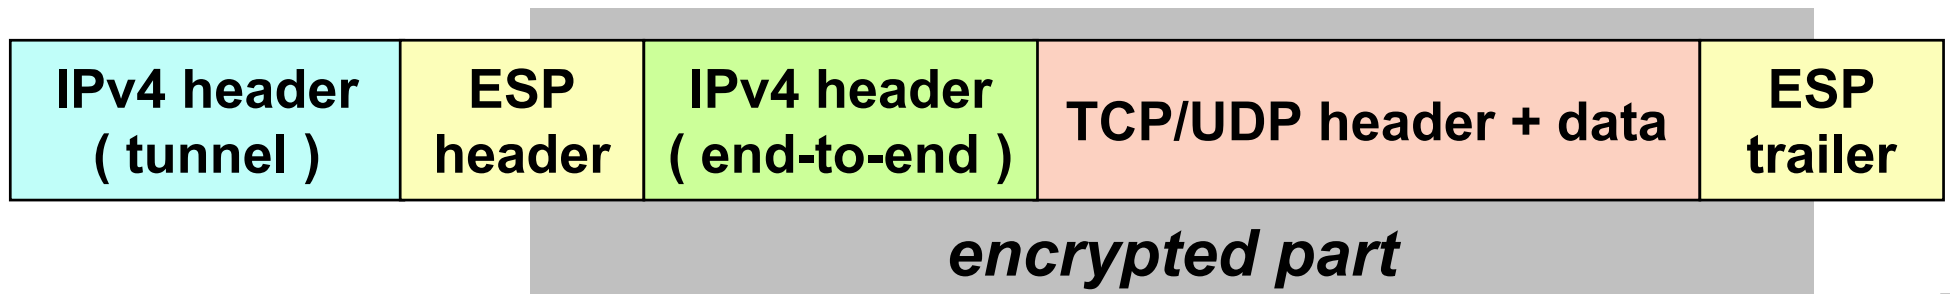 IPv4 header
( tunnel )
ESP
header
IPv4 header
( end-to-end )
TCP/UDP header + data
ESP
trailer
encrypted part